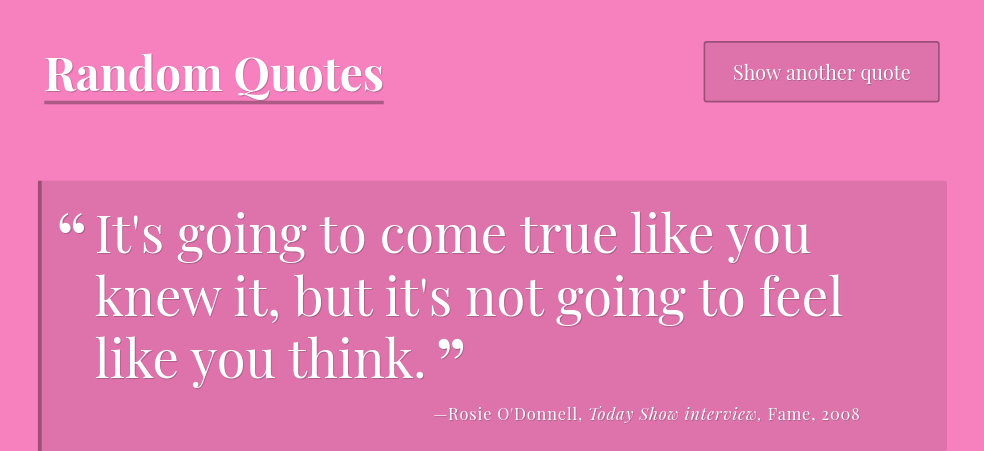 Random Quotes
Show another quote
“ It's going to come true like you
knew it, but it's not going to feel
like you think. ”
—Rosie O'Donnell, Today Show interview, Fame, 2008